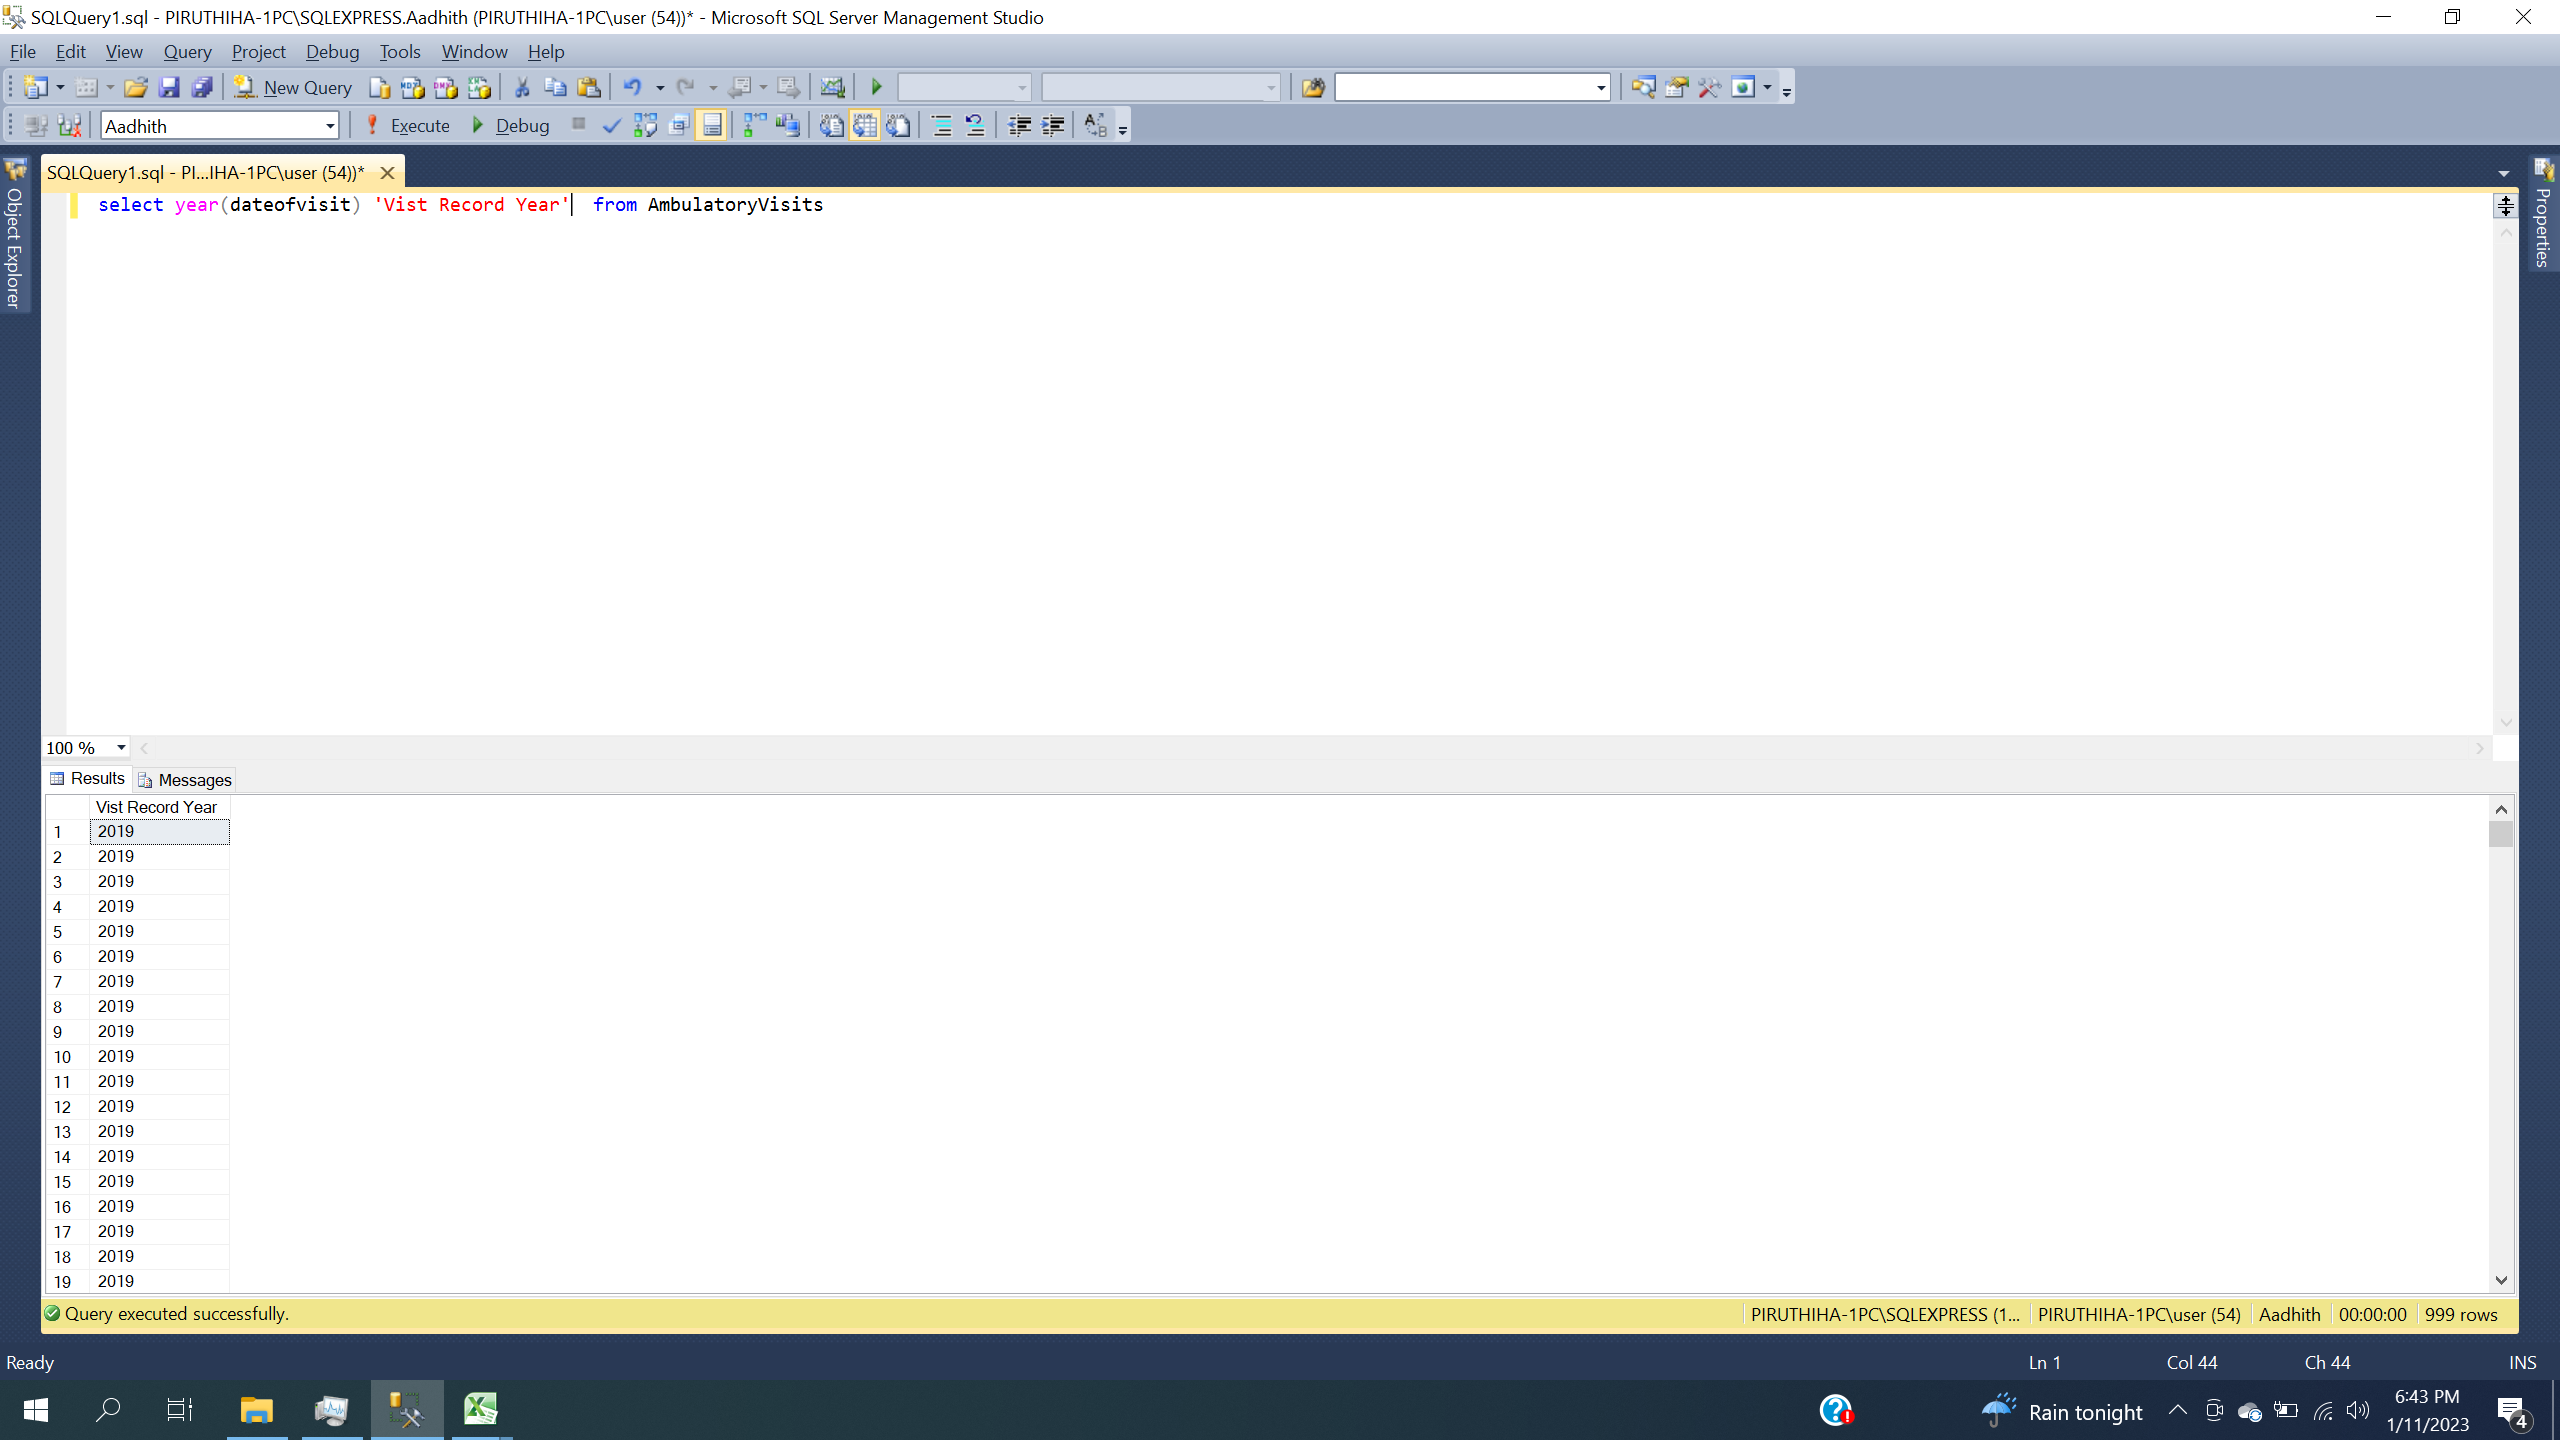 SQLQuery1.sql - PIRUTHIHA-1PC\SQLEXPRESS.Aadhith (PIRUTHIHA-1PC\user (54))* - Microsoft SQL Server Management Studio
File Edit View Query Project Debug Tools Window Help
New Query
Aadhith Execute Debug
SQLQuery1.sql - PI...IHA-1PC\user (54))*
Object Explorer
Properties
select year(dateofvisit) 'Vist Record Year' from AmbulatoryVisits
100 %
Results Messages
Vist Record Year
1 2019
2 2019
3 2019
4 2019
5 2019
6 2019
7 2019
8 2019
9 2019
10 2019
11 2019
12 2019
13 2019
14 2019
15 2019
16 2019
17 2019
18 2019
19 2019
Query executed successfully. PIRUTHIHA-1PC\SQLEXPRESS (1... PIRUTHIHA-1PC\user (54) Aadhith 00:00:00 999 rows
Ready Ln 1 Col 44 Ch 44 INS
Rain tonight 6:43 PM
1/11/2023 4